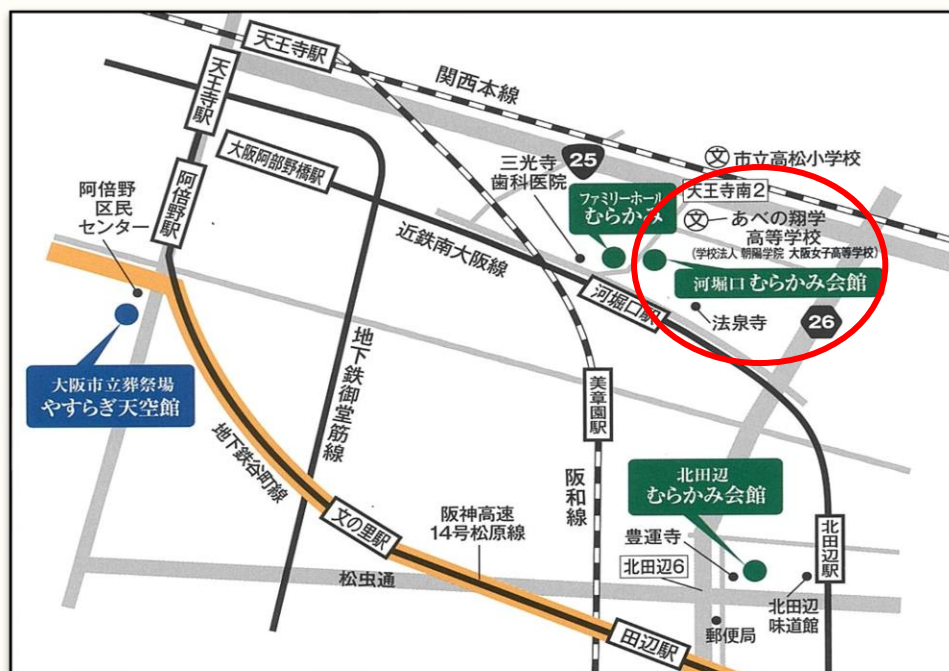 天王寺駅
関西本線
天王寺駅
大阪阿部野橋駅
25
三光寺
歯科医院
文 市立高松小学校
天王寺南2
ファミリーホール
むらかみ
文 あべの翔学
高等学校
(学校法人 朝陽学院 大阪女子高等学校)
河堀口 むらかみ会館
阿倍野
区民
センター
阿倍野駅
近鉄南大阪線
河堀口駅
法泉寺
26
大阪市立葬祭場
やすらぎ天空館
地下鉄御堂筋線
美章園駅
地下鉄谷町線
阪和線
北田辺
むらかみ会館
文の里駅
阪神高速
14号松原線
豊運寺
北田辺6
北田辺駅
松虫通
北田辺
味道館
田辺駅
郵便局